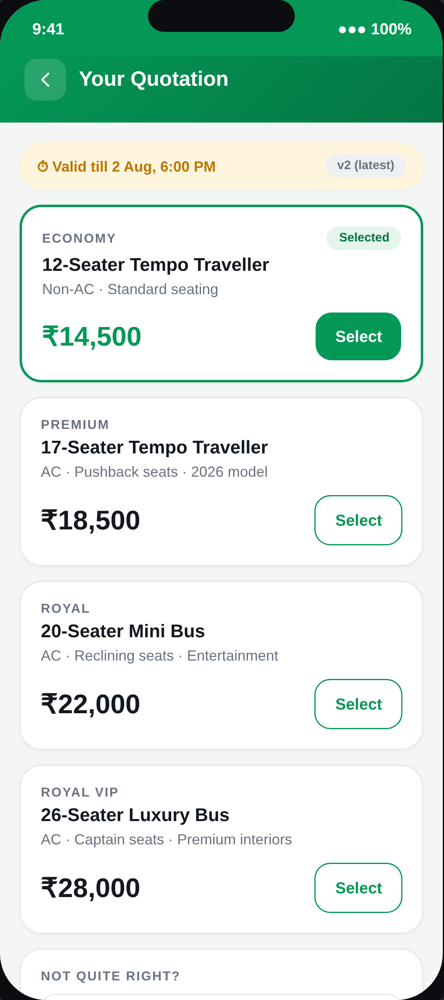 9:41
●●● 100%
Your Quotation
⏱ Valid till 2 Aug, 6:00 PM
v2 (latest)
ECONOMY
Selected
12-Seater Tempo Traveller
Non-AC · Standard seating
₹14,500
Select
PREMIUM
17-Seater Tempo Traveller
AC · Pushback seats · 2026 model
₹18,500
Select
ROYAL
20-Seater Mini Bus
AC · Reclining seats · Entertainment
₹22,000
Select
ROYAL VIP
26-Seater Luxury Bus
AC · Captain seats · Premium interiors
₹28,000
Select
NOT QUITE RIGHT?